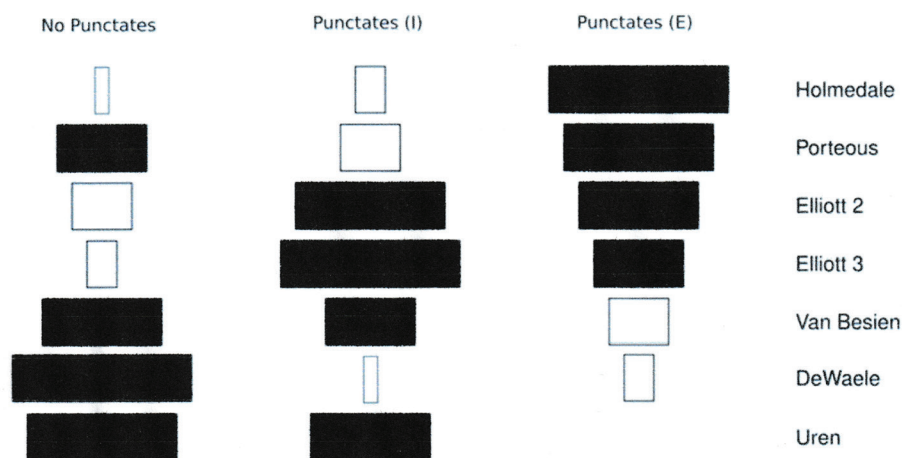 No Punctates
Punctates (I)
Punctates (E)
Holmedale
Porteous
Elliott 2
Elliott 3
Van Besien
DeWaele
Uren